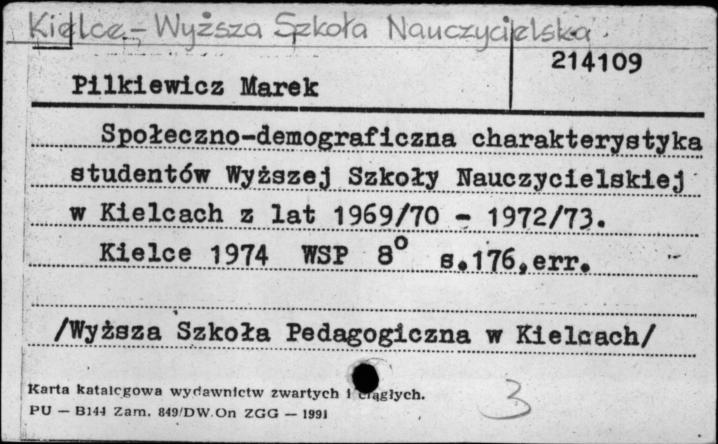 Kielce – Wyższa Szkoła Nauczycielska
214109
Pilkiewicz Marek
Społeczno-demograficzna charakterystyka
studentów Wyższej Szkoły Nauczycielskiej
w Kielcach z lat 1969/70 - 1972/73.
Kielce 1974 WSP 8° s.176,err.
/Wyższa Szkoła Pedagogiczna w Kielcach/
Karta katalogowa wydawnictw zwartych i ciągłych.
3
PU — B144 Zam. 849/DW.On ZGG — 1991